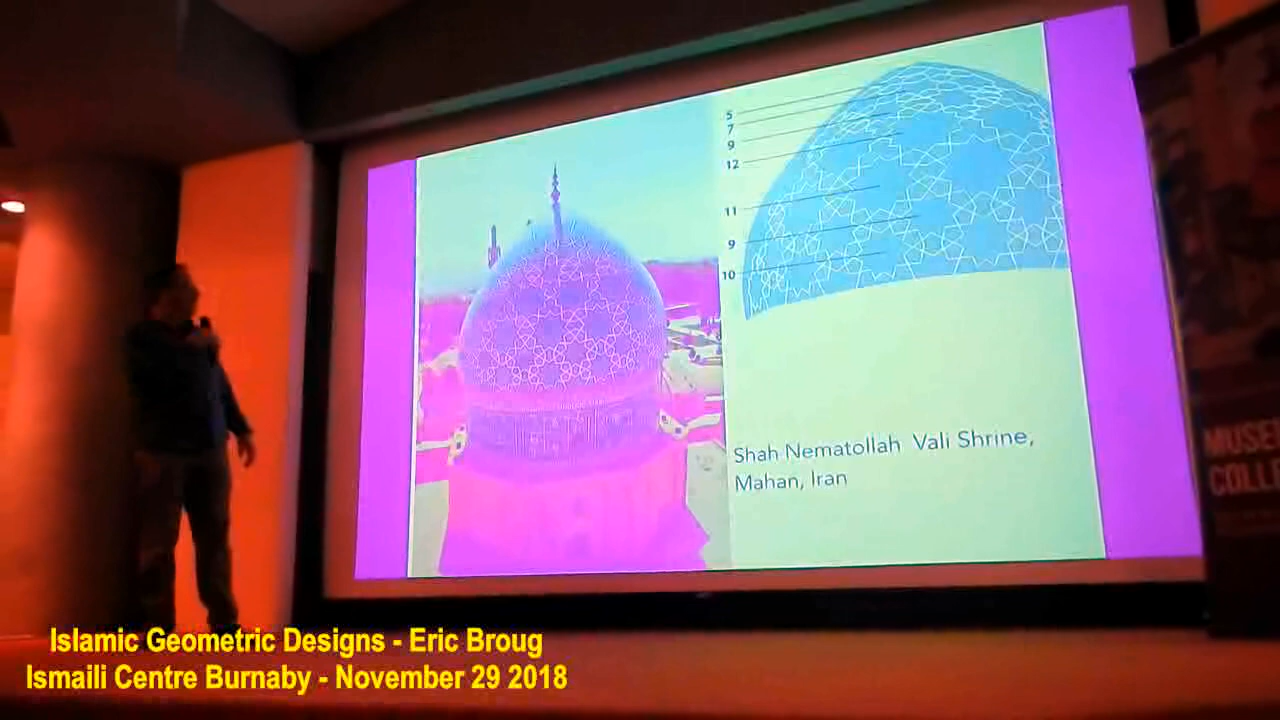 5
7
9
12
11
9
10
Shah Nematollah Vali Shrine,
Mahan, Iran
Islamic Geometric Designs - Eric Broug
Ismaili Centre Burnaby - November 29 2018